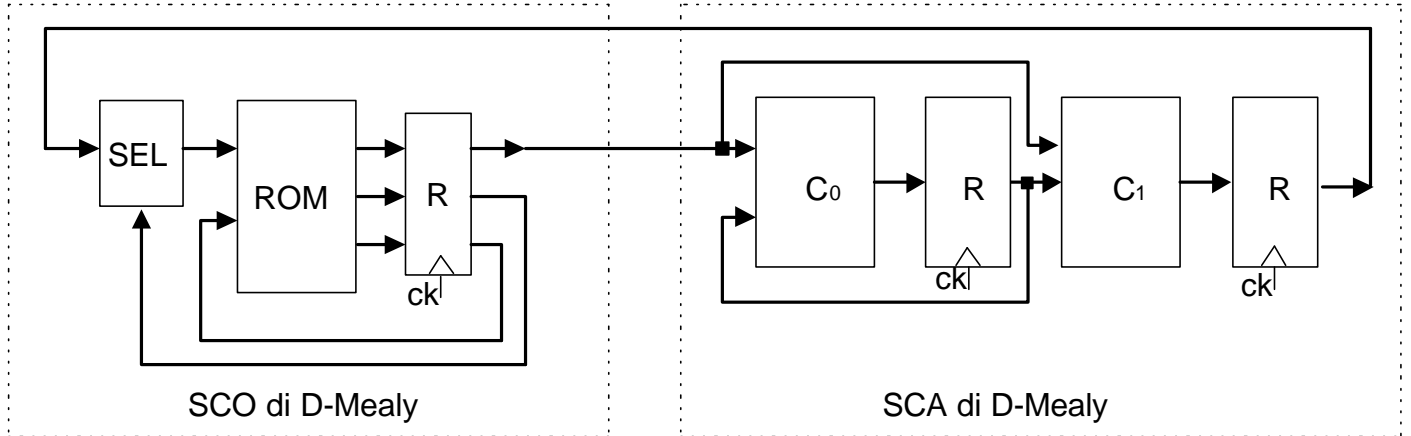 SEL
ROM
R
ck
C0
R
ck
C1
R
ck
SCO di D-Mealy
SCA di D-Mealy